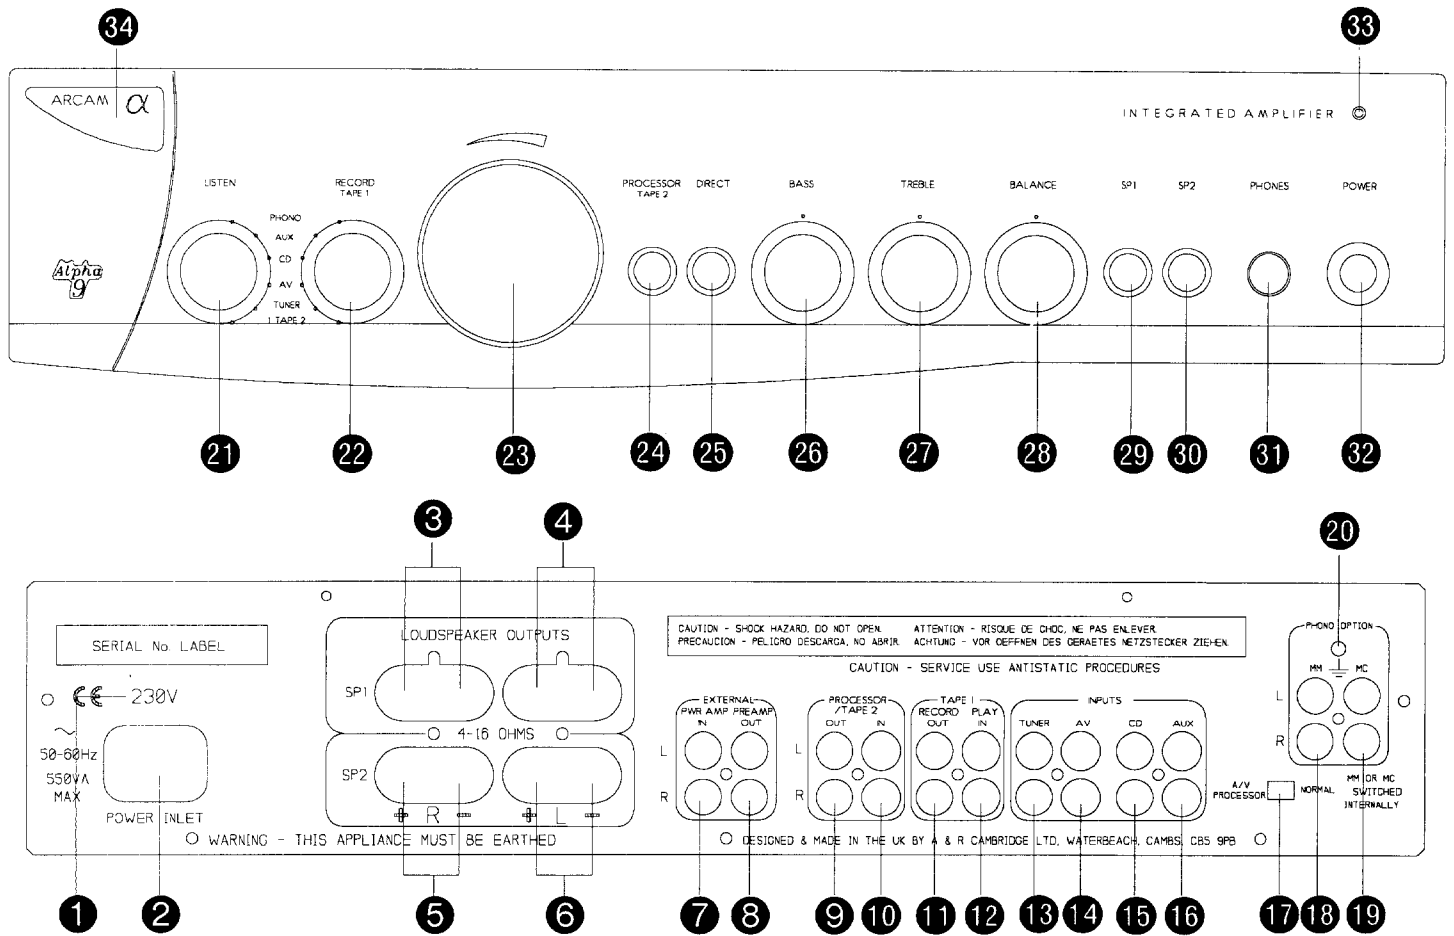 34
33
ARCAM α
INTEGRATED AMPLIFIER
LISTEN
RECORD
TAPE 1
PROCESSOR
TAPE 2
DIRECT
BASS
TREBLE
BALANCE
SP1
SP2
PHONES
POWER
PHONO
AUX
CD
AV
TUNER
1 TAPE 2
Alpha
9
21
22
23
24
25
26
27
28
29
30
31
32
3
4
20
SERIAL No. LABEL
CE 230V
~
50-60Hz
550VA
MAX
POWER INLET
LOUDSPEAKER OUTPUTS
SP1
4-16 OHMS
SP2
+ R -
+ L -
WARNING - THIS APPLIANCE MUST BE EARTHED
CAUTION - SHOCK HAZARD, DO NOT OPEN. ATTENTION - RISQUE DE CHOC, NE PAS ENLEVER.
PRECAUCION - PELIGRO DESCARGA, NO ABRIR. ACHTUNG - VOR OEFFNEN DES GERAETES NETZSTECKER ZIEHEN.
CAUTION - SERVICE USE ANTISTATIC PROCEDURES
EXTERNAL
PWR AMP PREAMP
IN OUT
L
R
PROCESSOR
/TAPE 2
OUT IN
L
R
TAPE 1
RECORD PLAY
OUT IN
INPUTS
TUNER AV CD AUX
PHONO OPTION
MM MC
L
R
A/V
PROCESSOR
NORMAL
MM OR MC
SWITCHED
INTERNALLY
DESIGNED & MADE IN THE UK BY A & R CAMBRIDGE LTD, WATERBEACH, CAMBS, CB5 9PB
1
2
5
6
7
8
9
10
11
12
13
14
15
16
17
18
19